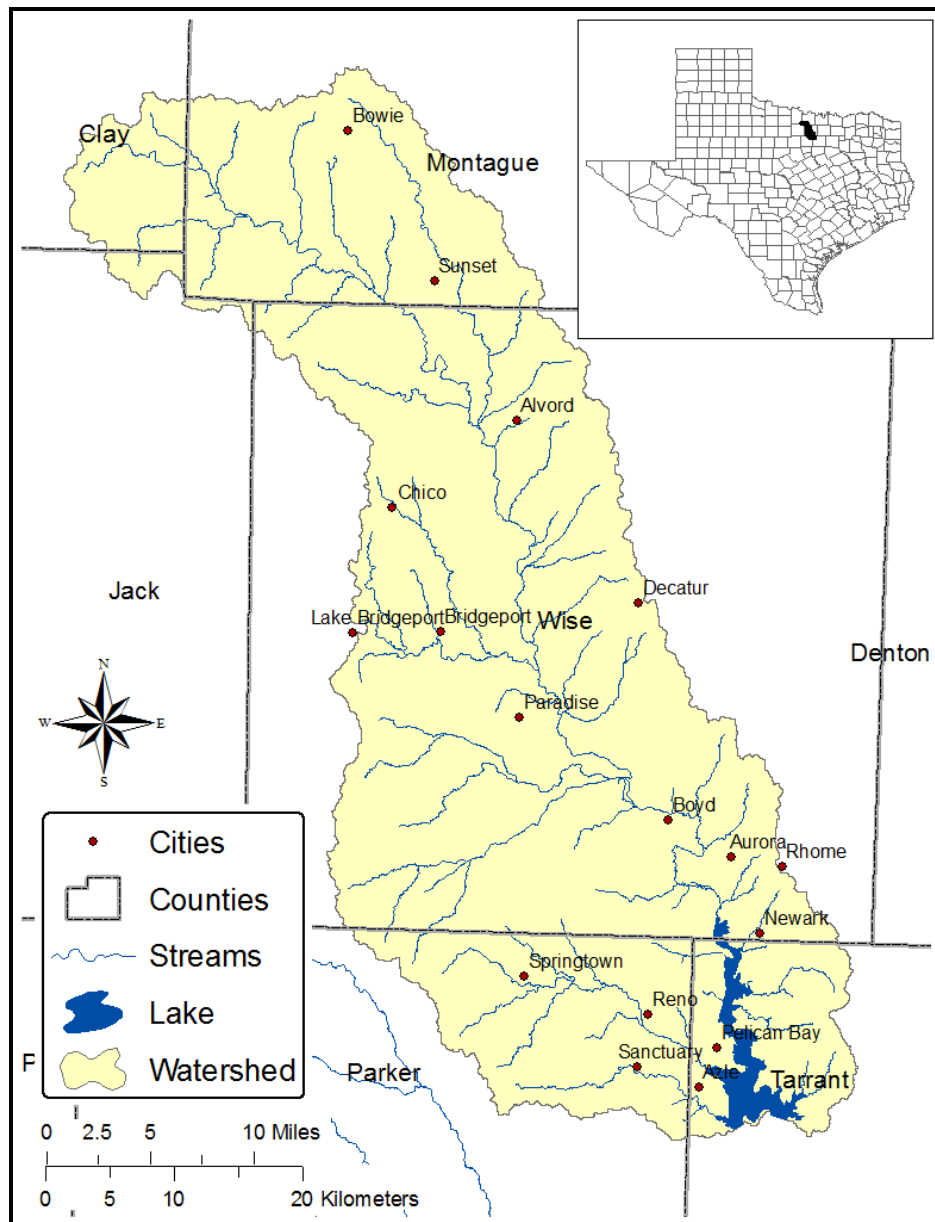 Bowie
Clay
Montague
Sunset
Alvord
Chico
Jack
Decatur
Lake Bridgeport
Bridgeport
Wise
Denton
N
W
E
S
Paradise
Boyd
Aurora
Rhome
Newark
Springtown
Reno
Pelican Bay
Sanctuary
Azle
Tarrant
Parker
P
Cities
Counties
Streams
Lake
Watershed
0 2.5 5 10 Miles
0 5 10 20 Kilometers